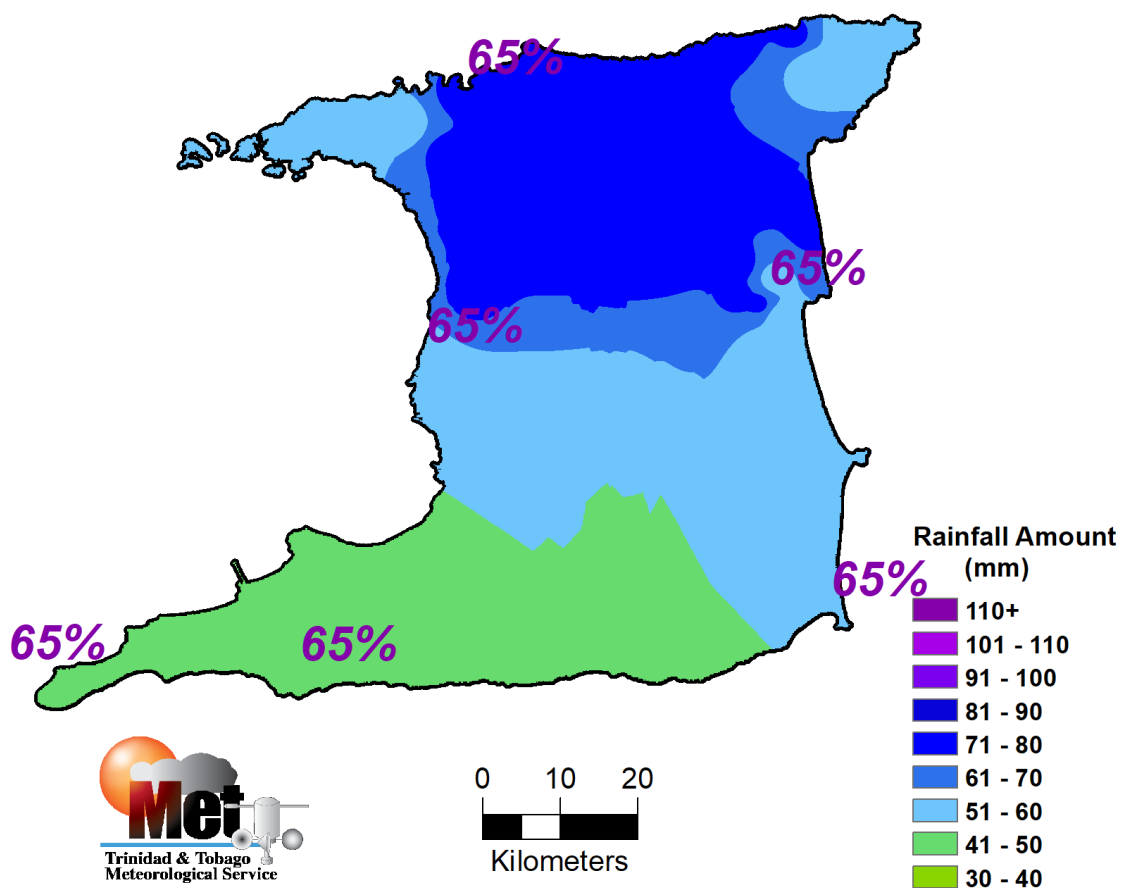 65%
65%
65%
65%
65%
65%
Rainfall Amount
(mm)
110+
101 - 110
91 - 100
81 - 90
71 - 80
61 - 70
51 - 60
41 - 50
30 - 40
0 10 20
Kilometers
Met
Trinidad & Tobago
Meteorological Service